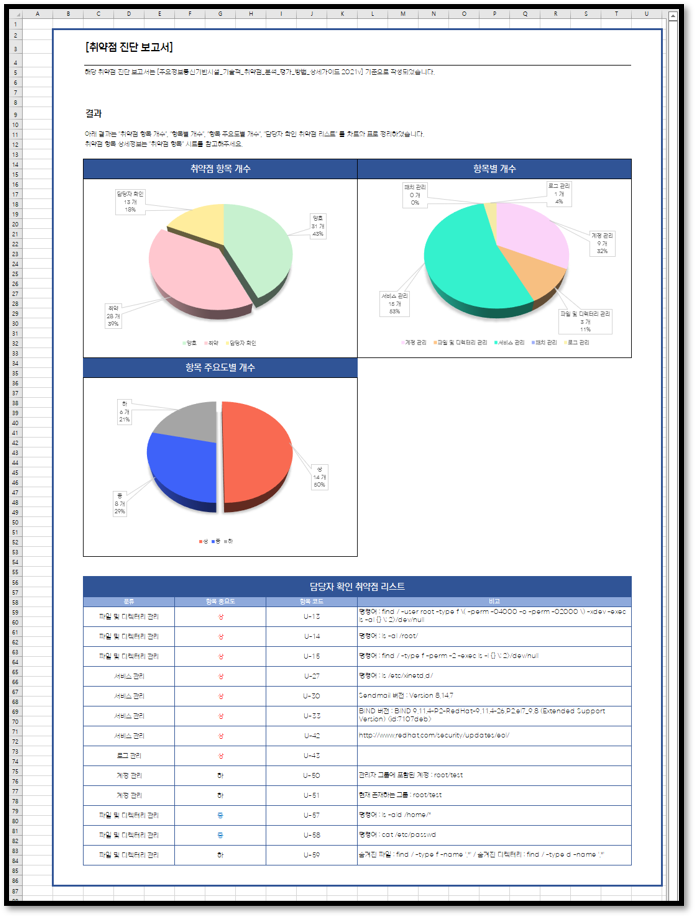 A B C D E F G H I J K L M N O P Q R S T U
[취약점 진단 보고서]
해당 취약점 진단 보고서는 [주요정보통신기반시설_기술적_취약점_분석_평가_방법_상세가이드 2021v] 기준으로 작성되었습니다.
결과
아래 결과는 '취약점 항목 개수', '항목별 개수', '항목 주요도별 개수', '담당자 확인 취약점 리스트' 를 차트와 표로 정리하였습니다.
취약점 항목 상세정보는 '취약점 항목' 시트를 참고해주세요.
취약점 항목 개수
담당자 확인
13 개
18%
양호
31 개
43%
취약
28 개
39%
양호 취약 담당자 확인
항목별 개수
패치 관리
0 개
0%
로그 관리
1 개
4%
계정 관리
9 개
32%
서비스 관리
15 개
53%
파일 및 디렉터리 관리
3 개
11%
계정 관리 파일 및 디렉터리 관리 서비스 관리 패치 관리 로그 관리
항목 주요도별 개수
하
6 개
21%
상
14 개
50%
중
8 개
29%
상 중 하
담당자 확인 취약점 리스트
분류 항목 중요도 항목 코드 비고
파일 및 디렉터리 관리 상 U-13 명령어 : find / -user root -type f \( -perm -04000 -o -perm -02000 \) -xdev -exec
ls -al {} \; 2>/dev/null
파일 및 디렉터리 관리 상 U-14 명령어 : ls -al /root/
파일 및 디렉터리 관리 상 U-15 명령어 : find / -type f -perm -2 -exec ls -l {} \; 2>/dev/null
서비스 관리 상 U-27 명령어 : ls /etc/xinetd.d/
서비스 관리 상 U-30 Sendmail 버전 : Version 8.14.7
서비스 관리 상 U-33 BIND 버전 : BIND 9.11.4-P2-RedHat-9.11.4-26.P2.el7_9.8 (Extended Support
Version) <id:7107deb>
서비스 관리 상 U-42 http://www.redhat.com/security/updates/eol/
로그 관리 상 U-43
계정 관리 하 U-50 관리자 그룹에 포함된 계정 : root/test
계정 관리 하 U-51 현재 존재하는 그룹 : root/test
파일 및 디렉터리 관리 중 U-57 명령어 : ls -ald /home/*
파일 및 디렉터리 관리 중 U-58 명령어 : cat /etc/passwd
파일 및 디렉터리 관리 하 U-59 숨겨진 파일 : find / -type f -name ".*" / 숨겨진 디렉터리 : find / -type d -name ".*"